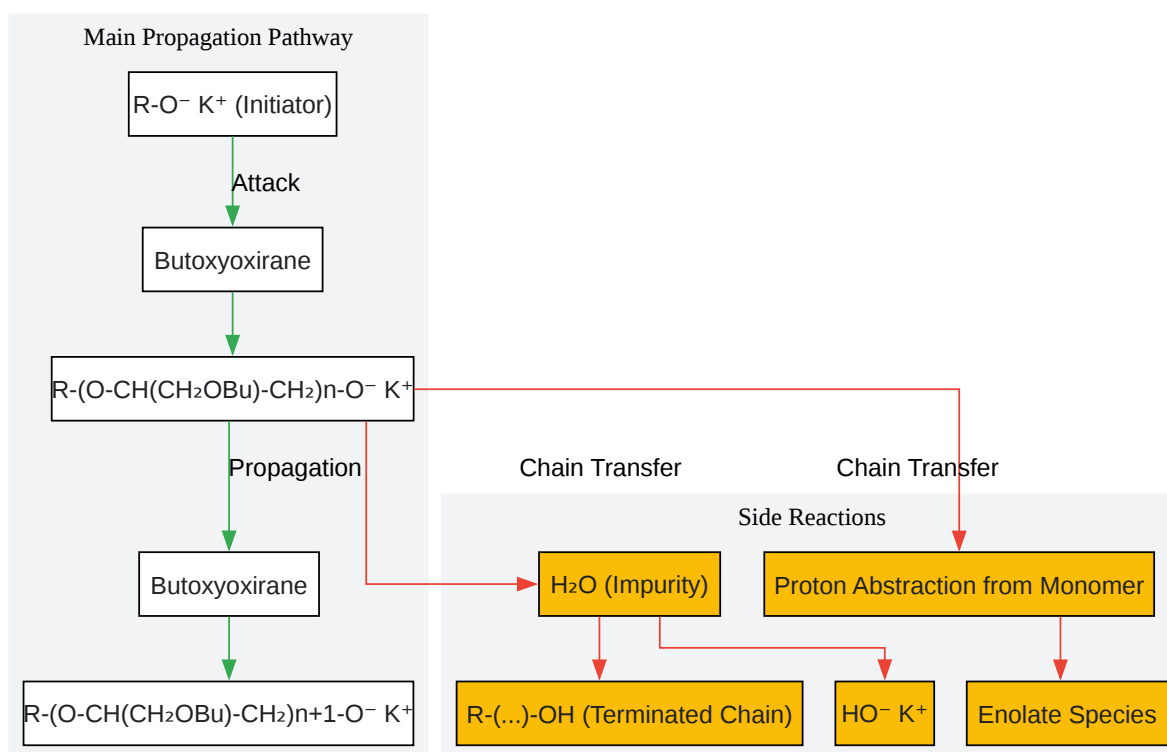 Main Propagation Pathway
R-O⁻ K⁺ (Initiator)
Attack
Butoxyoxirane
R-(O-CH(CH₂OBu)-CH₂)n-O⁻ K⁺
Propagation
Chain Transfer
Chain Transfer
Side Reactions
Butoxyoxirane
H₂O (Impurity)
Proton Abstraction from Monomer
R-(O-CH(CH₂OBu)-CH₂)n+1-O⁻ K⁺
R-(...)-OH (Terminated Chain)
HO⁻ K⁺
Enolate Species